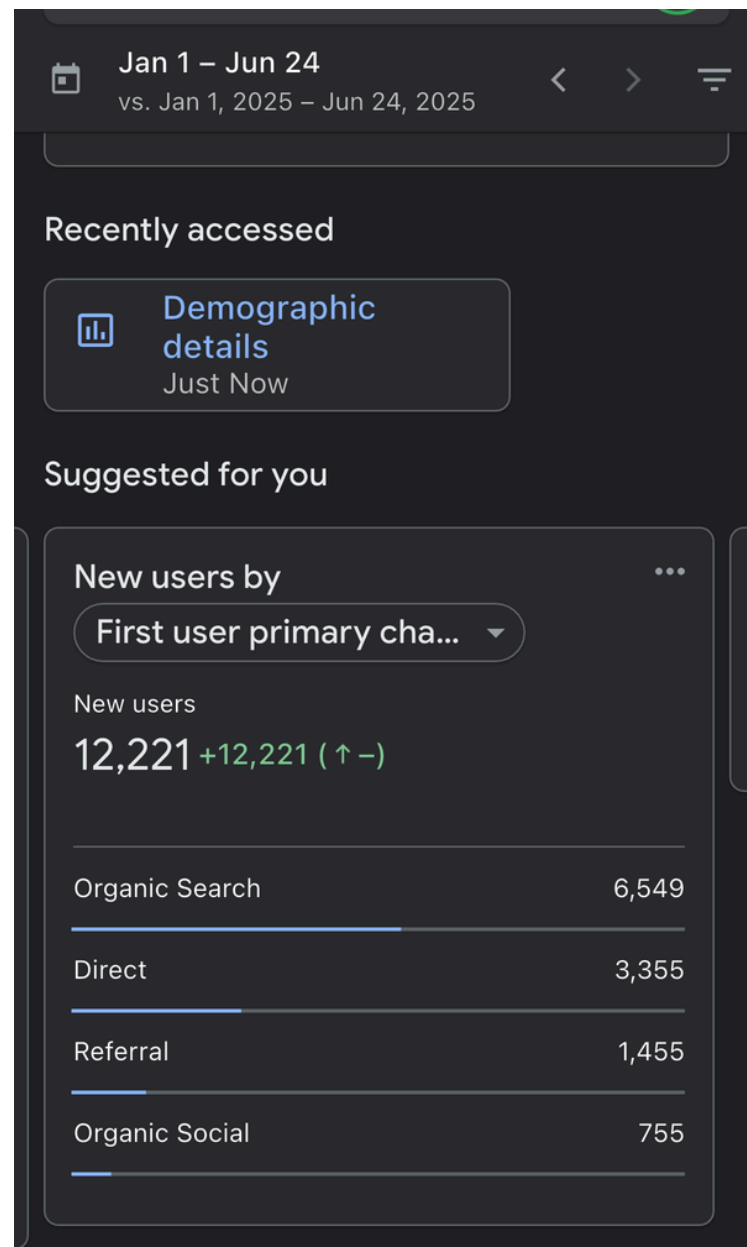 Jan 1 – Jun 24
vs. Jan 1, 2025 – Jun 24, 2025
Recently accessed
Demographic
details
Just Now
Suggested for you
New users by
First user primary cha...
New users
12,221 +12,221 (↑ –)
Organic Search 6,549
Direct 3,355
Referral 1,455
Organic Social 755